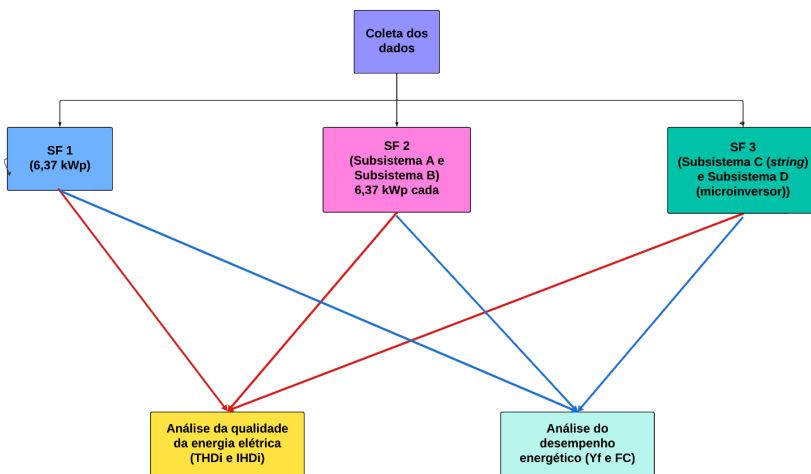 Coleta dos
dados
SF 1
(6,37 kWp)
SF 2
(Subsistema A e
Subsistema B)
6,37 kWp cada
SF 3
(Subsistema C (string)
e Subsistema D
(microinversor))
Análise da qualidade
da energia elétrica
(THDi e IHDi)
Análise do
desempenho
energético (Yf e FC)